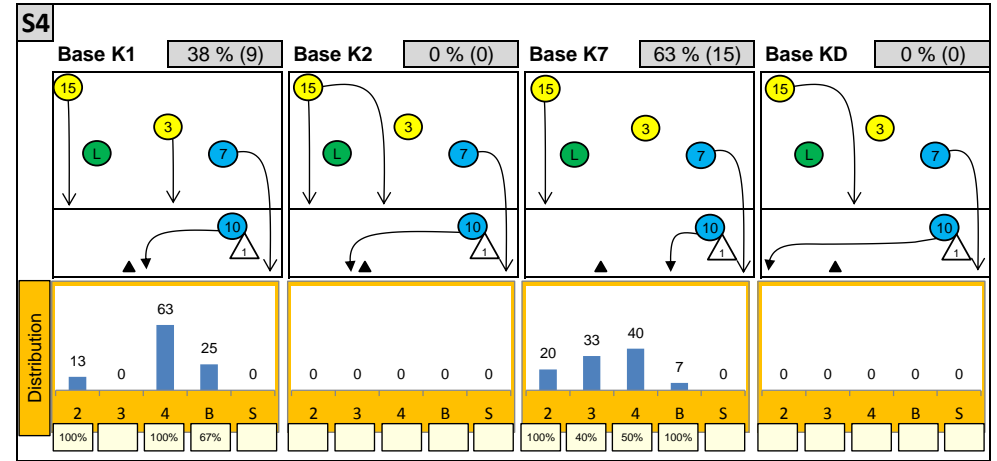 S4
Base K1 38 % (9) Base K2 0 % (0) Base K7 63 % (15) Base KD 0 % (0)
15 15 15 15
3 3 3 3
L 7 L 7 L 7 L 7
10 10 10 10
1 1 1 1
Distribution
13 0 63 25 0 0 0 0 0 0 20 33 40 7 0 0 0 0 0 0
2 3 4 B S 2 3 4 B S 2 3 4 B S 2 3 4 B S
100% 100% 67% 100% 40% 50% 100%